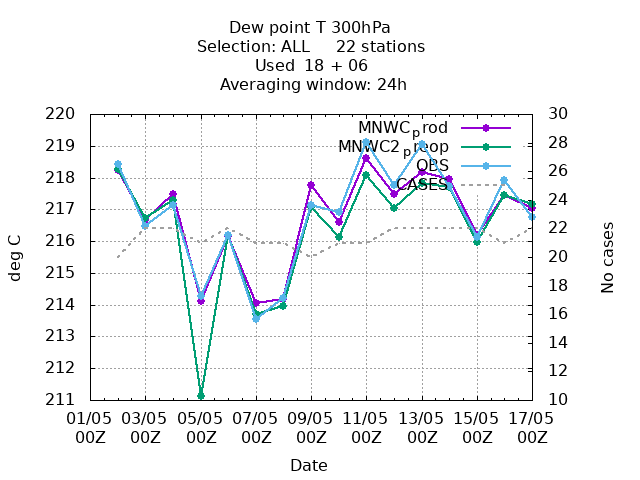 Dew point T 300hPa
Selection: ALL     22 stations
Used  18 + 06
Averaging window: 24h
220 30
MNWCprod
219 28
MNWC2preop
OBS 26
218 CASES
217 24
216 22
20
215 18
214 16
213 14
212 12
211 10
deg C
No cases
01/05 03/05 05/05 07/05 09/05 11/05 13/05 15/05 17/05
00Z 00Z 00Z 00Z 00Z 00Z 00Z 00Z 00Z
Date